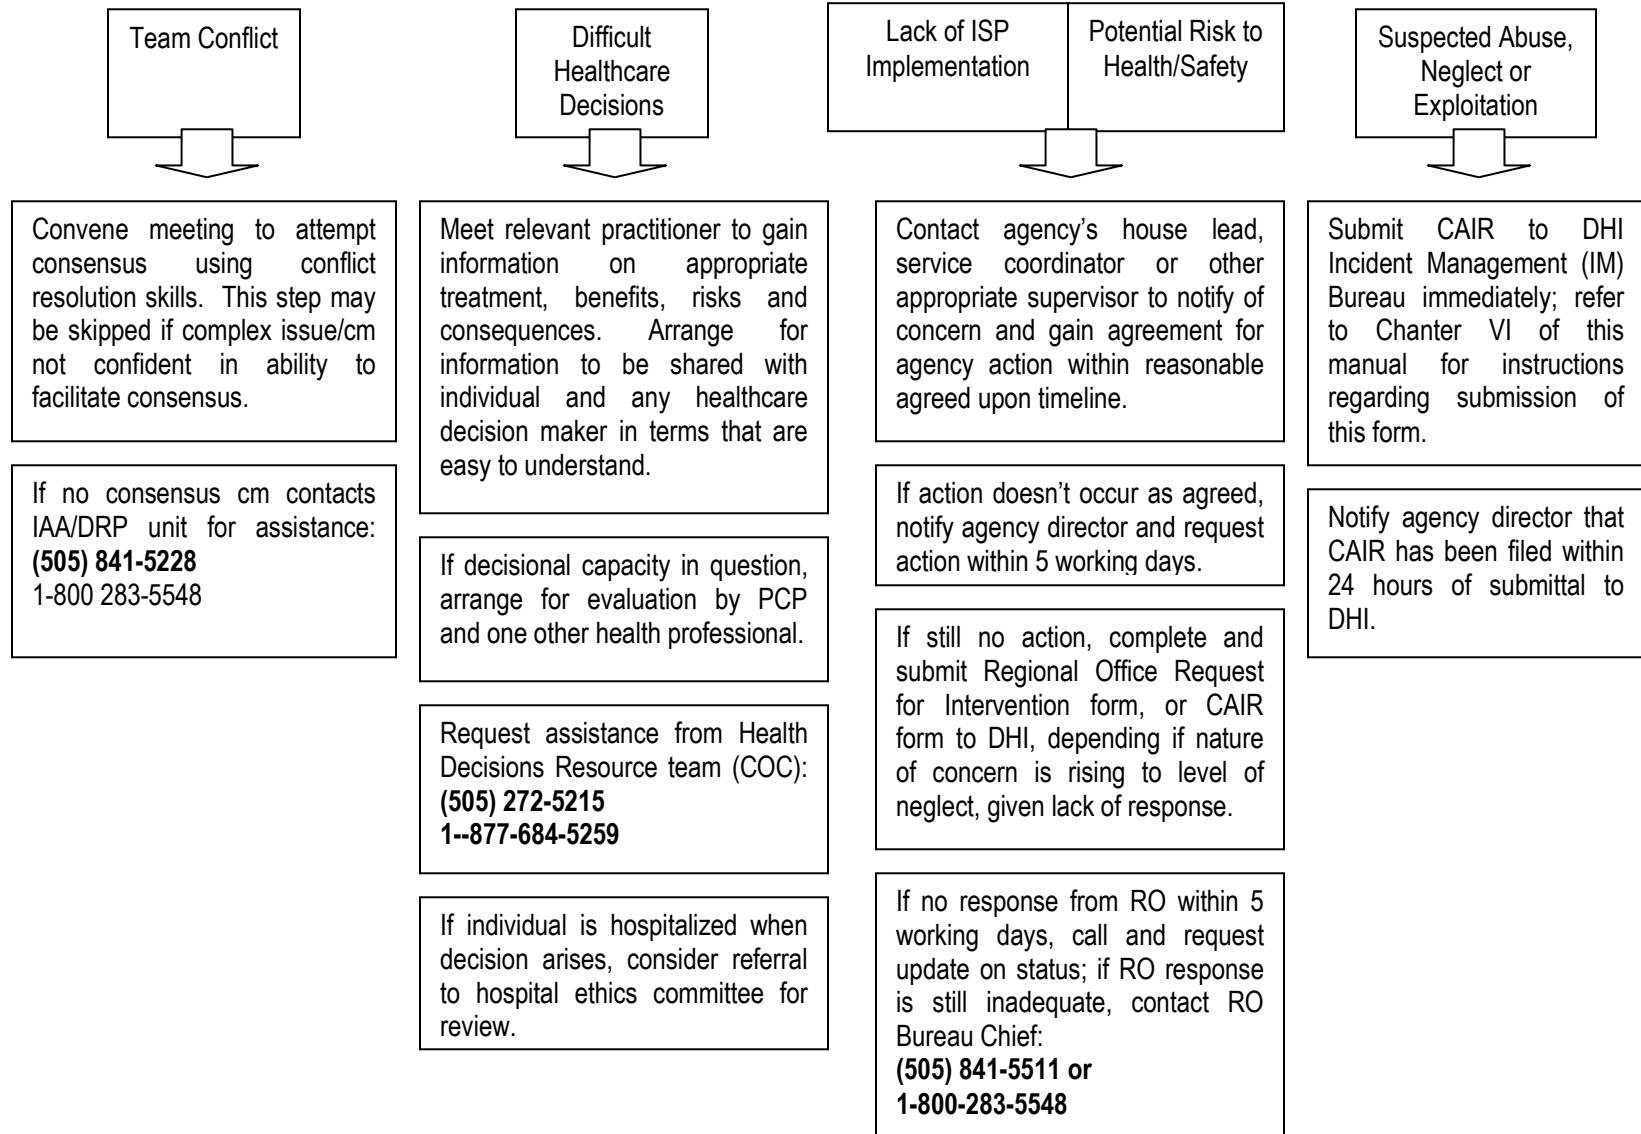 Team Conflict
Convene meeting to attempt
consensus using conflict
resolution skills. This step may
be skipped if complex issue/cm
not confident in ability to
facilitate consensus.
If no consensus cm contacts
IAA/DRP unit for assistance:
(505) 841-5228
1-800 283-5548
Difficult
Healthcare
Decisions
Meet relevant practitioner to gain
information on appropriate
treatment, benefits, risks and
consequences. Arrange for
information to be shared with
individual and any healthcare
decision maker in terms that are
easy to understand.
If decisional capacity in question,
arrange for evaluation by PCP
and one other health professional.
Request assistance from Health
Decisions Resource team (COC):
(505) 272-5215
1--877-684-5259
If individual is hospitalized when
decision arises, consider referral
to hospital ethics committee for
review.
Lack of ISP
Implementation
Potential Risk to
Health/Safety
Contact agency's house lead,
service coordinator or other
appropriate supervisor to notify of
concern and gain agreement for
agency action within reasonable
agreed upon timeline.
If action doesn't occur as agreed,
notify agency director and request
action within 5 working days.
If still no action, complete and
submit Regional Office Request
for Intervention form, or CAIR
form to DHI, depending if nature
of concern is rising to level of
neglect, given lack of response.
If no response from RO within 5
working days, call and request
update on status; if RO response
is still inadequate, contact RO
Bureau Chief:
(505) 841-5511 or
1-800-283-5548
Suspected Abuse,
Neglect or
Exploitation
Submit CAIR to DHI
Incident Management (IM)
Bureau immediately; refer
to Chanter VI of this
manual for instructions
regarding submission of
this form.
Notify agency director that
CAIR has been filed within
24 hours of submittal to
DHI.